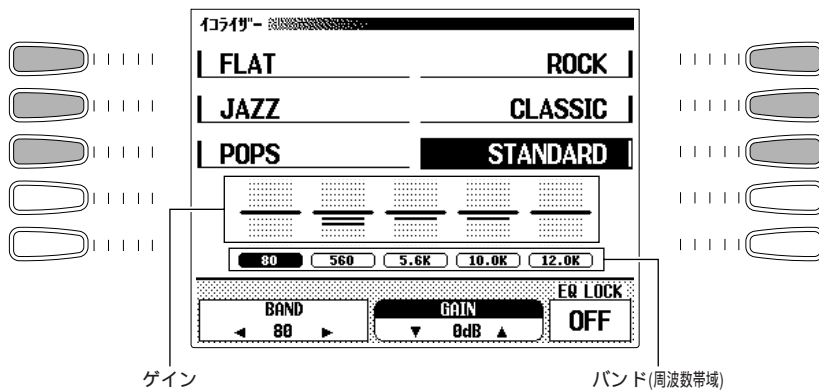 イコライザー
FLAT ROCK
JAZZ CLASSIC
POPS STANDARD
80 560 5.6K 10.0K 12.0K
EQ LOCK
BAND GAIN OFF
◄ 80 ► ▼ 0dB ▲
ゲイン バンド(周波数帯域)